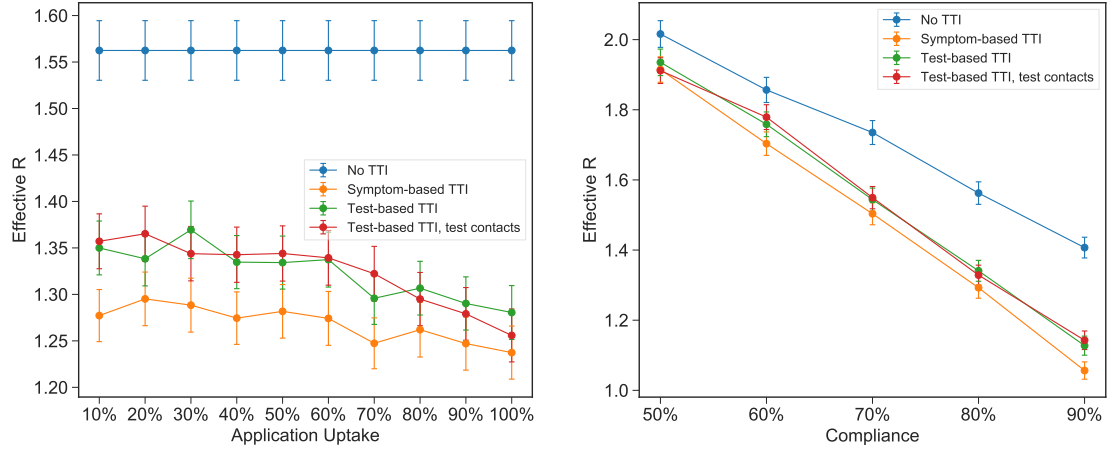 1.60
1.55
1.50
1.45
1.40
1.35
1.30
1.25
1.20
Effective R
No TTI
Symptom-based TTI
Test-based TTI
Test-based TTI, test contacts
10% 20% 30% 40% 50% 60% 70% 80% 90% 100%
Application Uptake
2.0
1.8
1.6
1.4
1.2
1.0
Effective R
No TTI
Symptom-based TTI
Test-based TTI
Test-based TTI, test contacts
50% 60% 70% 80% 90%
Compliance